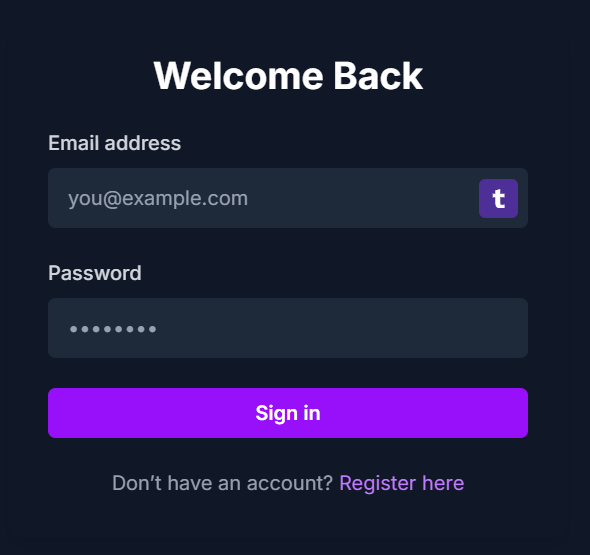 Welcome Back
Email address
you@example.com
t
Password
••••••••
Sign in
Don’t have an account? Register here